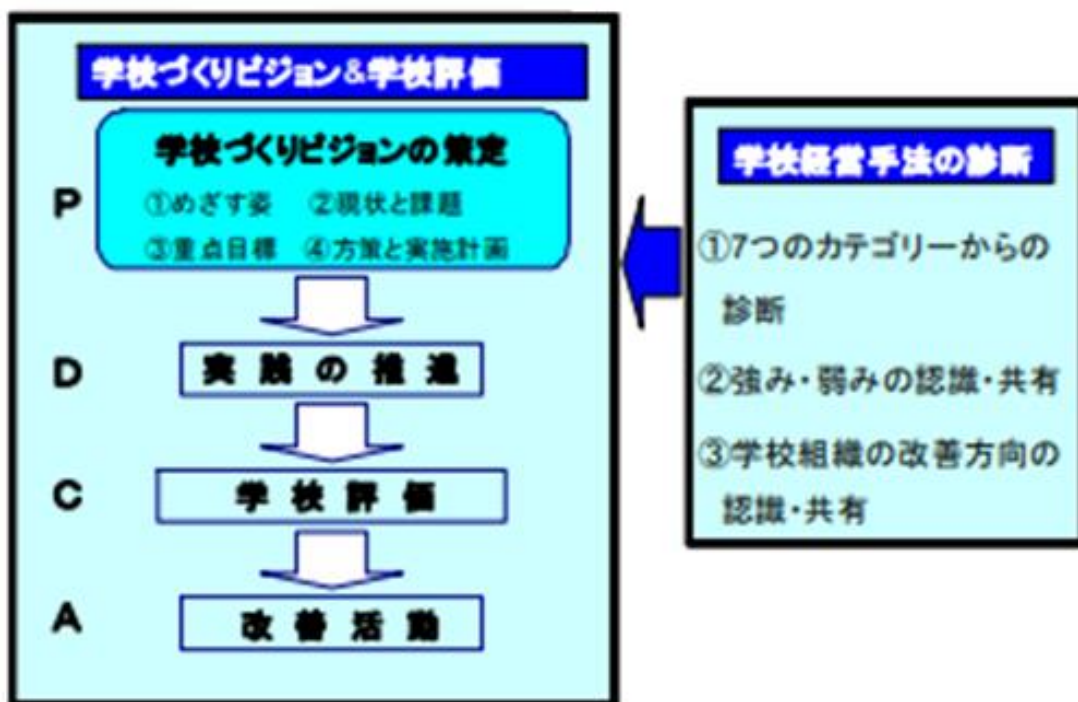 学校づくりビジョン&学校評価
学校づくりビジョンの策定
P
①めざす姿 ②現状と課題
③重点目標 ④方策と実施計画
D
実践の推進
C
学校評価
A
改善活動
学校経営手法の診断
①7つのカテゴリーからの
診断
②強み・弱みの認識・共有
③学校組織の改善方向の
認識・共有